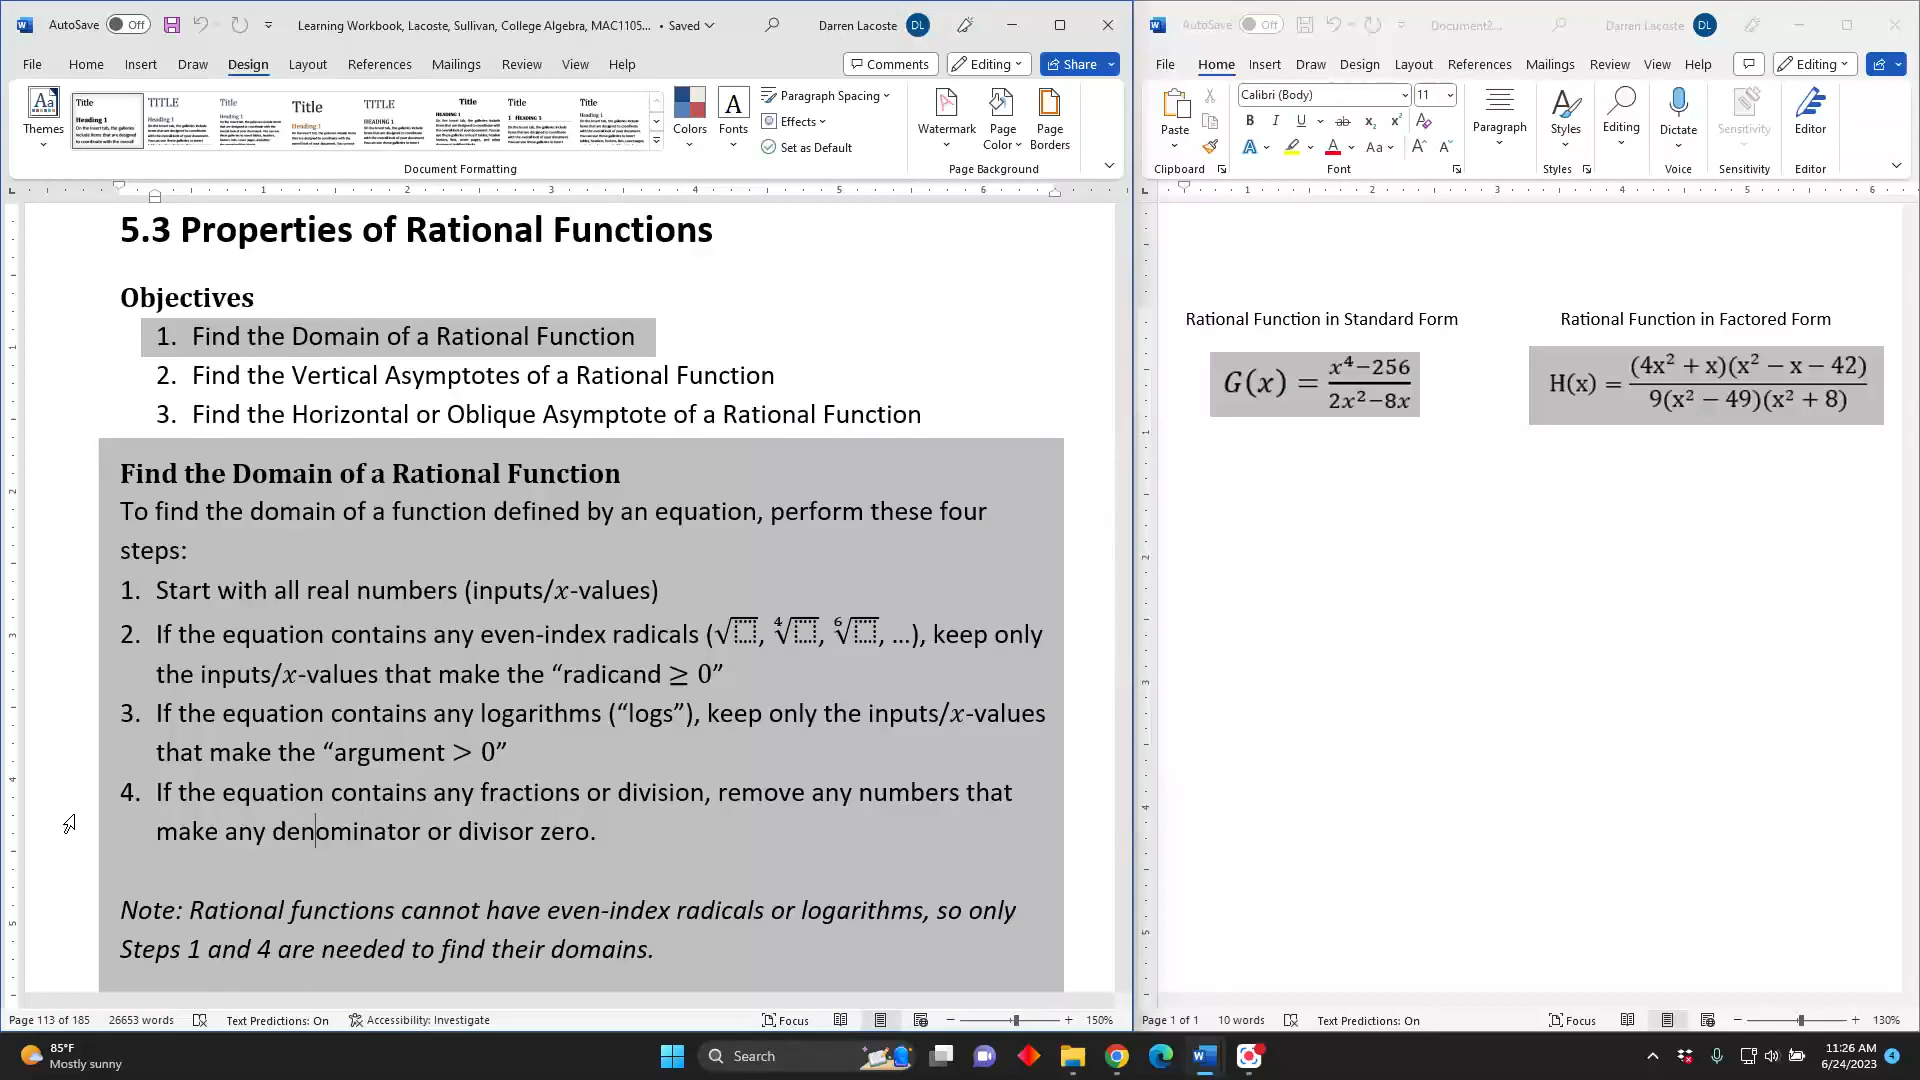 AutoSave Off Learning Workbook, Lacoste, Sullivan, College Algebra, MAC1105... • Saved Darren Lacoste DL
File Home Insert Draw Design Layout References Mailings Review View Help Comments Editing Share
Themes Colors Fonts Paragraph Spacing Effects Set as Default Watermark Page Color Page Borders
Document Formatting Page Background
5.3 Properties of Rational Functions
Objectives
1. Find the Domain of a Rational Function
2. Find the Vertical Asymptotes of a Rational Function
3. Find the Horizontal or Oblique Asymptote of a Rational Function
Find the Domain of a Rational Function
To find the domain of a function defined by an equation, perform these four
steps:
1. Start with all real numbers (inputs/x-values)
2. If the equation contains any even-index radicals (√⬚, ∜⬚, ⁶√⬚, …), keep only
the inputs/x-values that make the “radicand ≥ 0”
3. If the equation contains any logarithms (“logs”), keep only the inputs/x-values
that make the “argument > 0”
4. If the equation contains any fractions or division, remove any numbers that
make any denominator or divisor zero.
Note: Rational functions cannot have even-index radicals or logarithms, so only
Steps 1 and 4 are needed to find their domains.
Page 113 of 185 26653 words Text Predictions: On Accessibility: Investigate Focus 150%
AutoSave Off Document2... Darren Lacoste DL
File Home Insert Draw Design Layout References Mailings Review View Help Editing
Paste Calibri (Body) 11 Paragraph Styles Editing Dictate Sensitivity Editor
Clipboard Font Styles Voice Sensitivity Editor
Rational Function in Standard Form Rational Function in Factored Form
G(x) = (x⁴−256)/(2x²−8x) H(x) = (4x² + x)(x² − x − 42)/9(x² − 49)(x² + 8)
Page 1 of 1 10 words Text Predictions: On Focus 130%
85°F
Mostly sunny
Search
11:26 AM
6/24/2023
4